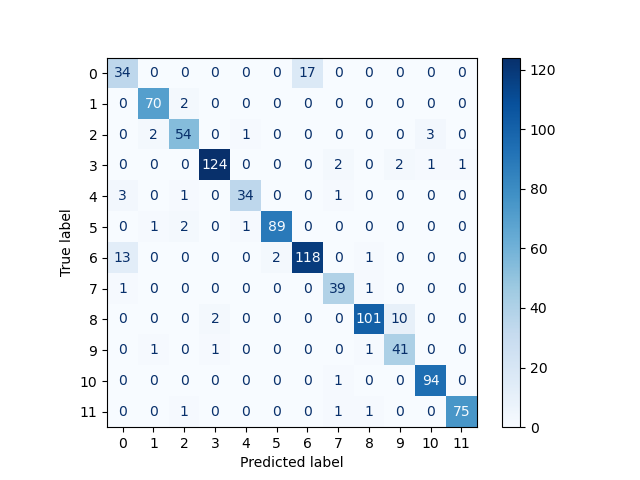 0 34 0 0 0 0 0 17 0 0 0 0 0
1 0 70 2 0 0 0 0 0 0 0 0 0
2 0 2 54 0 1 0 0 0 0 0 3 0
3 0 0 0 124 0 0 0 2 0 2 1 1
4 3 0 1 0 34 0 0 1 0 0 0 0
5 0 1 2 0 1 89 0 0 0 0 0 0
6 13 0 0 0 0 2 118 0 1 0 0 0
7 1 0 0 0 0 0 0 39 1 0 0 0
8 0 0 0 2 0 0 0 0 101 10 0 0
9 0 1 0 1 0 0 0 0 1 41 0 0
10 0 0 0 0 0 0 0 1 0 0 94 0
11 0 0 1 0 0 0 0 1 1 0 0 75
0 1 2 3 4 5 6 7 8 9 10 11
Predicted label
True label
120
100
80
60
40
20
0